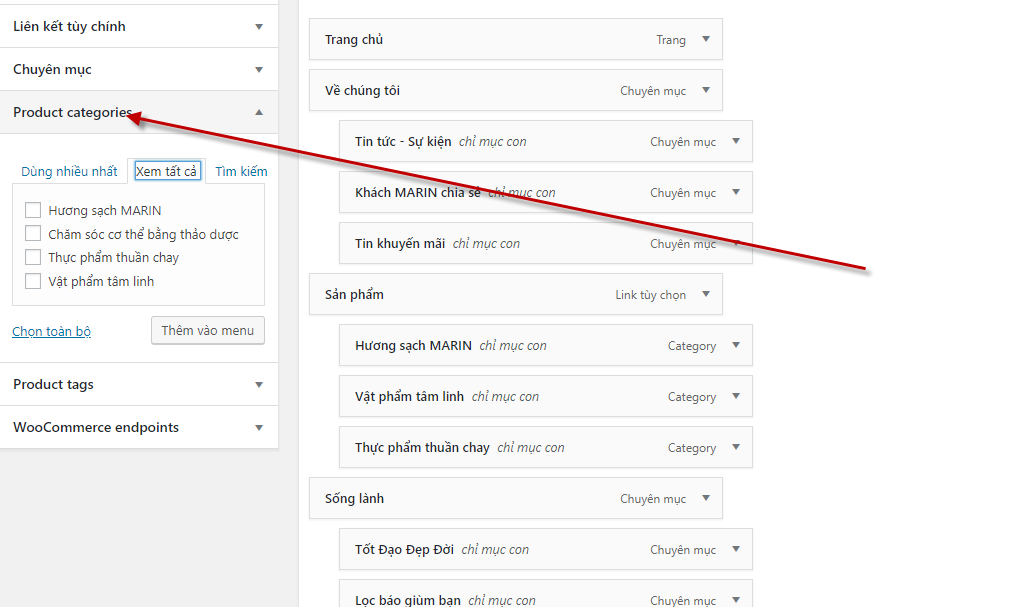 Liên kết tùy chính
Chuyên mục
Product categories
Dùng nhiều nhất Xem tất cả Tìm kiếm
Hương sạch MARIN
Chăm sóc cơ thể bằng thảo dược
Thực phẩm thuần chay
Vật phẩm tâm linh
Chọn toàn bộ Thêm vào menu
Product tags
WooCommerce endpoints
Trang chủ Trang
Về chúng tôi Chuyên mục
Tin tức - Sự kiện chỉ mục con Chuyên mục
Khách MARIN chia sẻ chỉ mục con Chuyên mục
Tin khuyến mãi chỉ mục con Chuyên mục
Sản phẩm Link tùy chọn
Hương sạch MARIN chỉ mục con Category
Vật phẩm tâm linh chỉ mục con Category
Thực phẩm thuần chay chỉ mục con Category
Sống lành Chuyên mục
Tốt Đạo Đẹp Đời chỉ mục con Chuyên mục
Lọc báo giùm bạn chỉ mục con Chuyên mục